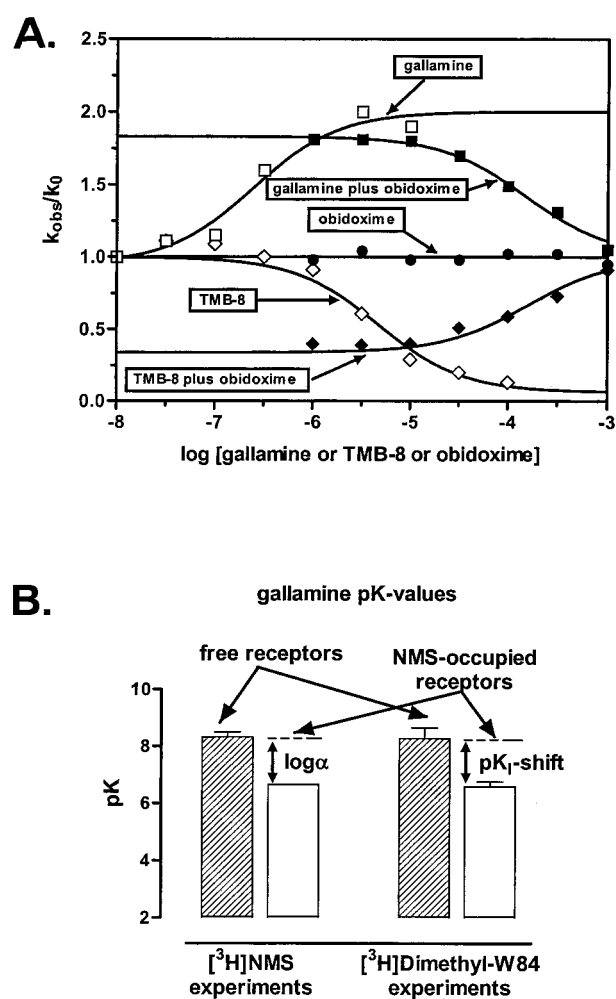 A.
2.5
2.0
1.5
1.0
0.5
0.0
k_obs/k_0
gallamine
gallamine plus obidoxime
obidoxime
TMB-8
TMB-8 plus obidoxime
-8 -7 -6 -5 -4 -3
log [gallamine or TMB-8 or obidoxime]
B.
gallamine pK-values
free receptors
NMS-occupied
receptors
10
8
6
4
2
pK
logα
pK_I-shift
[³H]NMS
experiments
[³H]Dimethyl-W84
experiments